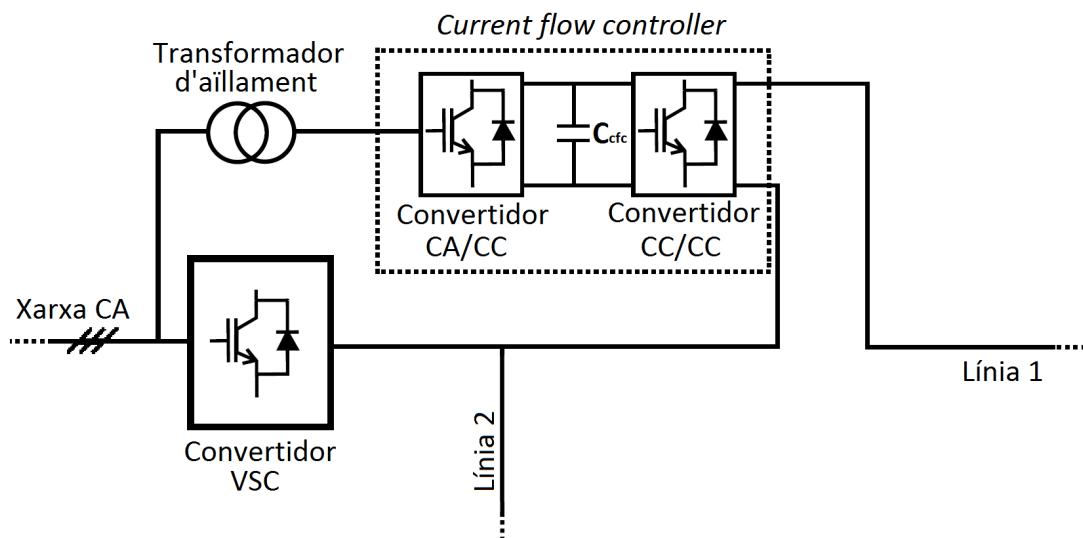 Current flow controller
Transformador
d'aïllament
Ccfc
Convertidor
CA/CC
Convertidor
CC/CC
Xarxa CA
Línia 1
Convertidor
VSC
Línia 2